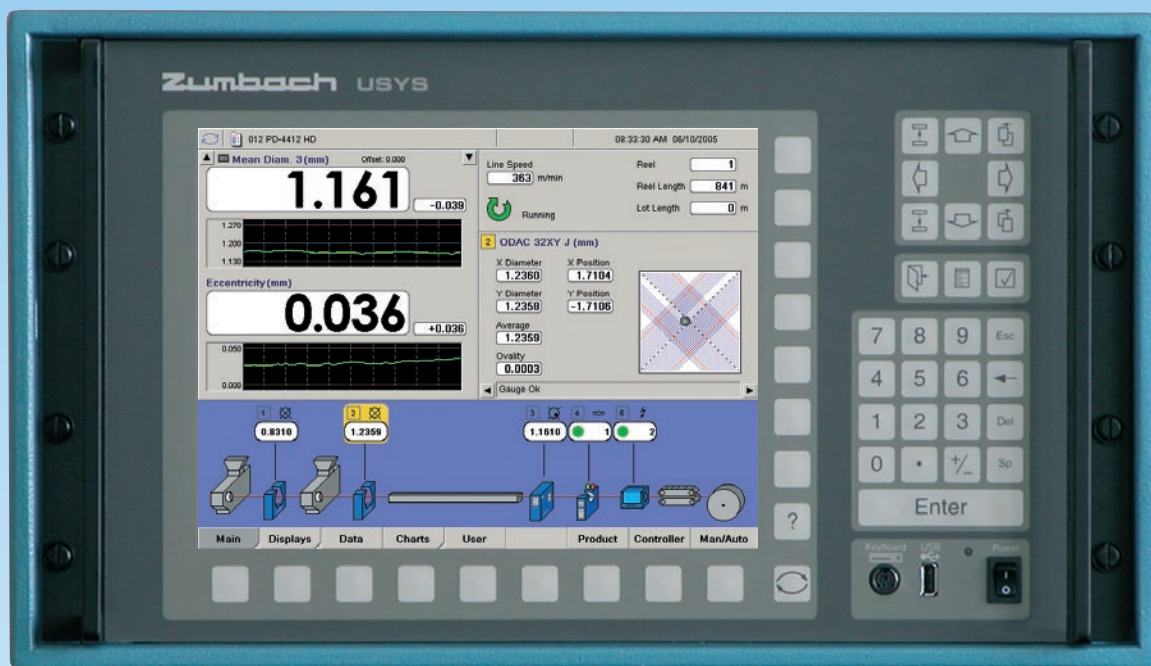 Zumbach USYS
012 PD-4412 HD
08:33:30 AM 06/10/2005
Mean Diam. 3 (mm) Offset: 0.000
1.161
-0.039
1.270
1.200
1.130
Eccentricity (mm)
0.036
+0.036
0.050
0.000
Line Speed
363 m/min
Running
Reel 1
Reel Length 841 m
Lot Length 0 m
2 ODAC 32XY J (mm)
X Diameter X Position
1.2360 1.7104
Y Diameter Y Position
1.2358 -1.7106
Average
1.2359
Ovality
0.0003
Gauge Ok
1 2 3 4 5
0.8310 1.2359 1.1610 1 2
Main Displays Data Charts User Product Controller Man/Auto
?
7 8 9 Esc
4 5 6
1 2 3 Del
0 . +/- Sp
Enter
Keyboard USB Power